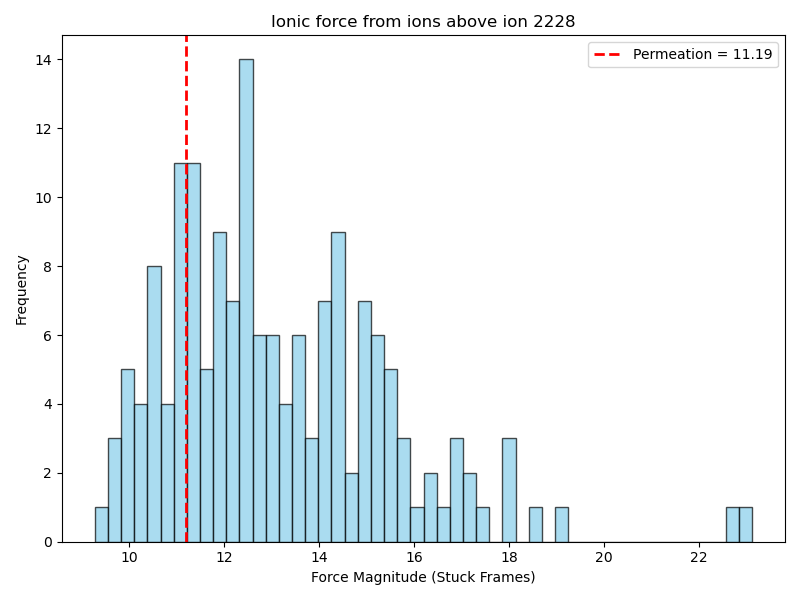 Ionic force from ions above ion 2228
Permeation = 11.19
Frequency
14
12
10
8
6
4
2
0
10 12 14 16 18 20 22
Force Magnitude (Stuck Frames)